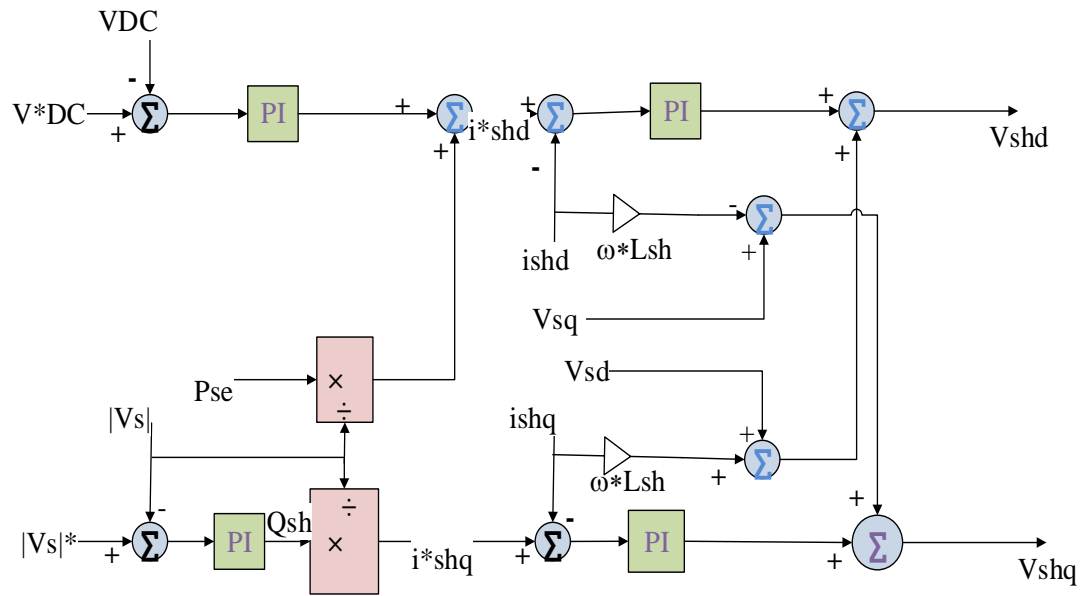 VDC
-
V*DC
+
Σ
PI
+
Σ
+
i*shd
+
Σ
-
PI
+
Σ
+
Vshd
ishd
ω*Lsh
-
Σ
+
Vsq
Vsd
Pse
×
÷
|Vs|
ishq
ω*Lsh
+
+
Σ
|Vs|*
+
-
Σ
PI
Qsh
÷
×
i*shq
+
-
Σ
PI
+
+
Σ
Vshq